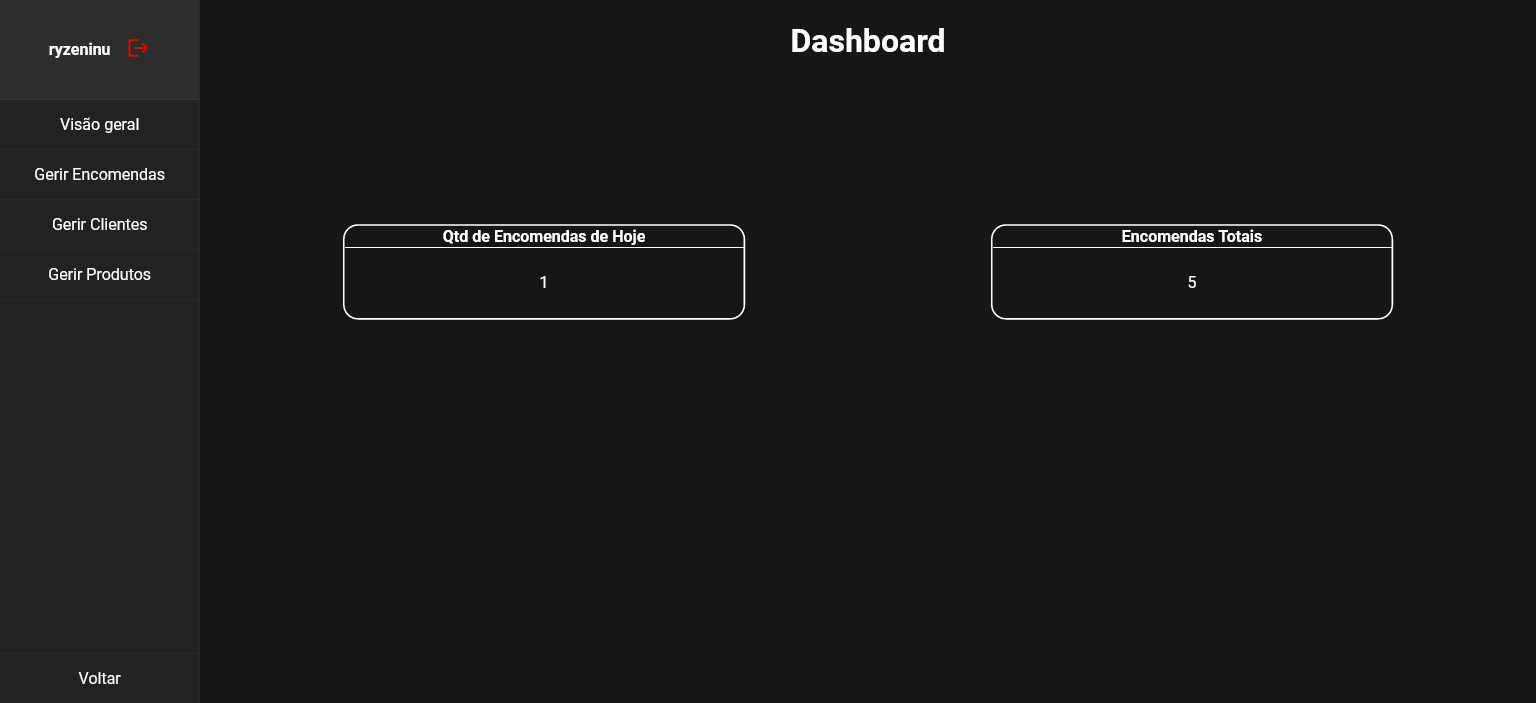 ryzeninu
Visão geral
Gerir Encomendas
Gerir Clientes
Gerir Produtos
Voltar
Dashboard
Qtd de Encomendas de Hoje
1
Encomendas Totais
5